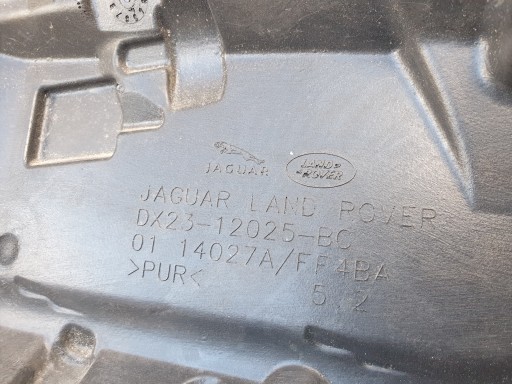 JAGUAR
LAND-
-ROVER
JAGUAR LAND ROVER
DX23-12025-BC
01 14027A/FF4BA
>PUR<
5,2